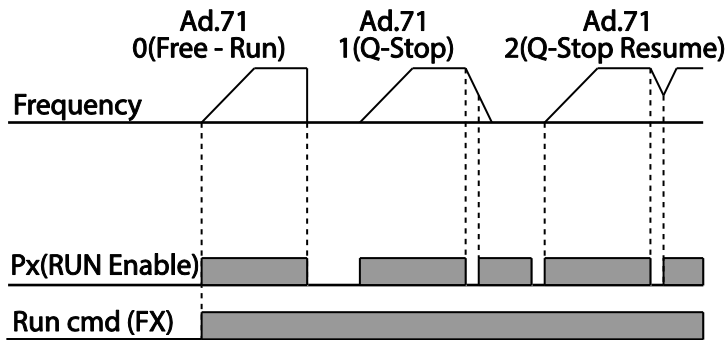 Ad.71
0(Free - Run)
Ad.71
1(Q-Stop)
Ad.71
2(Q-Stop Resume)
Frequency
Px(RUN Enable)
Run cmd (FX)